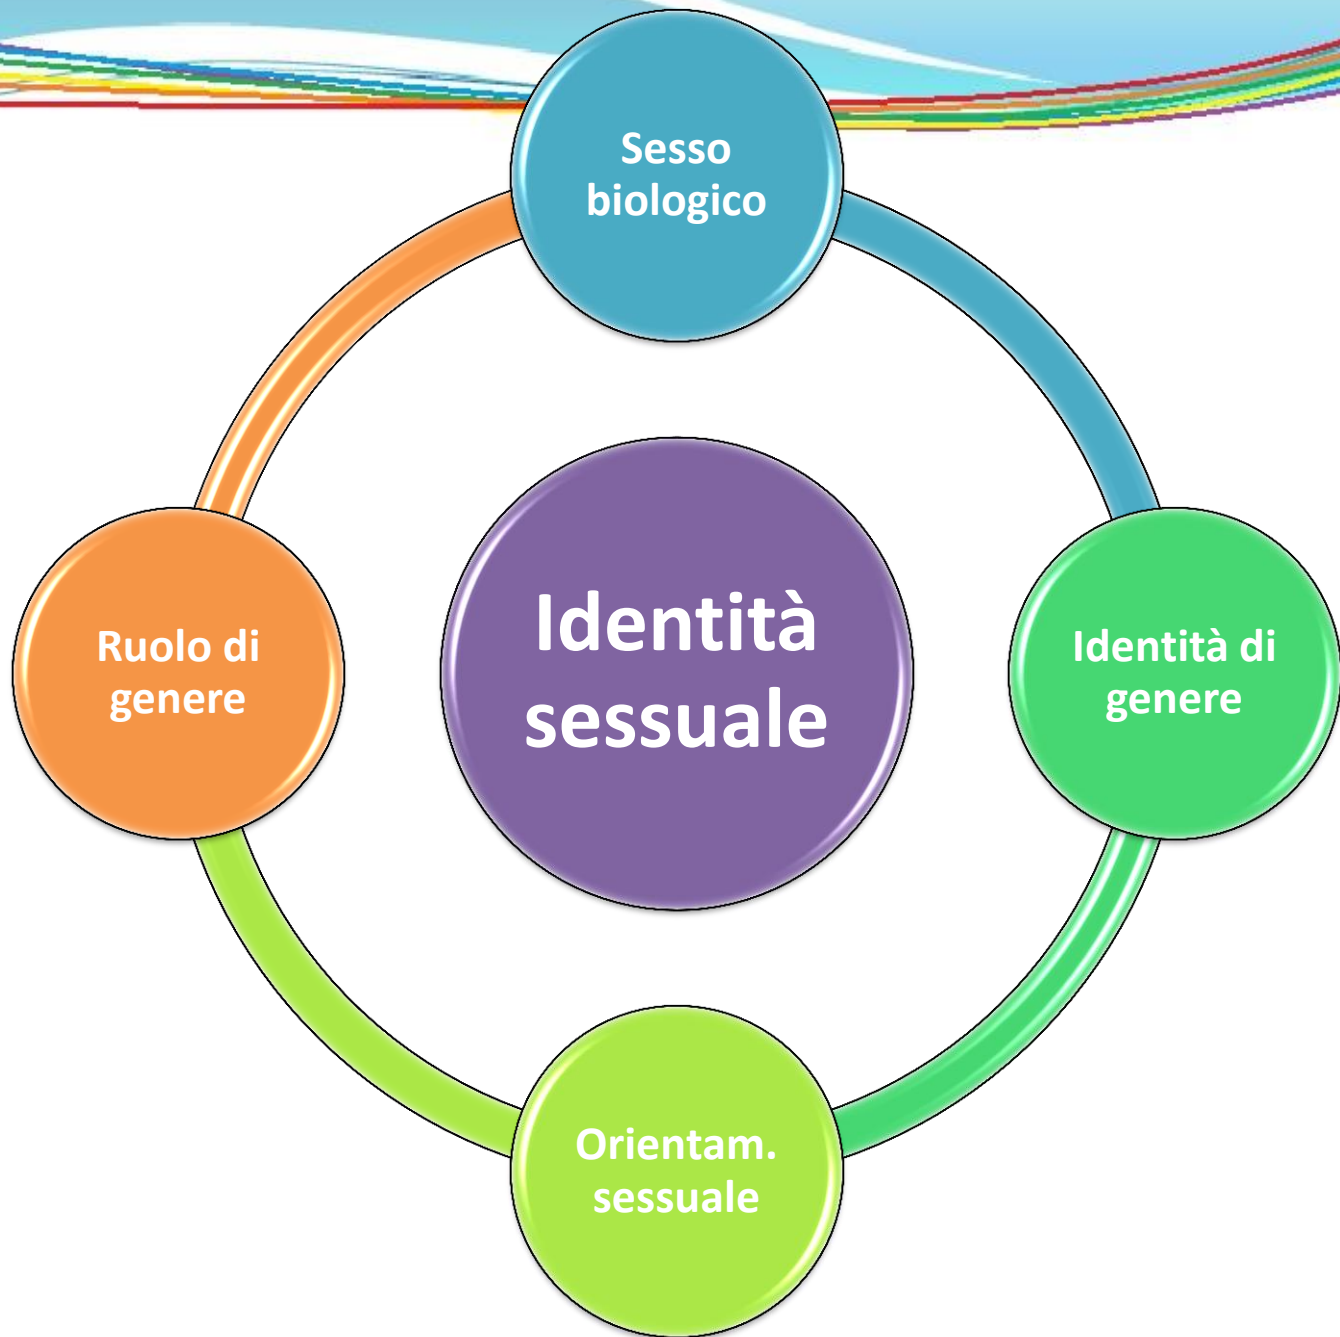 Sesso
biologico
Identità
sessuale
Ruolo di
genere
Identità di
genere
Orientam.
sessuale